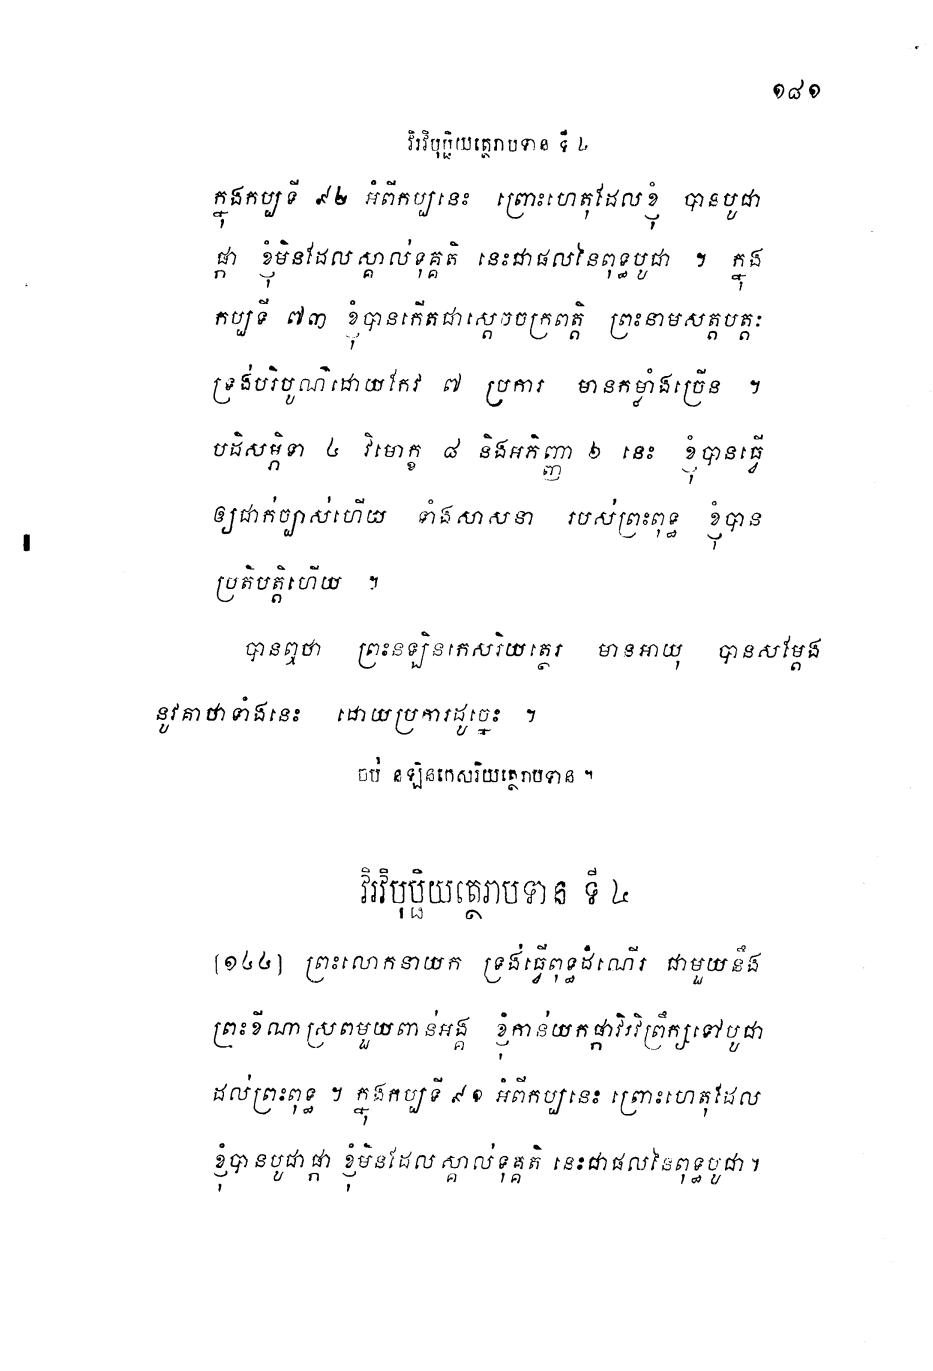 ១៨១
វិរវិបុប្ផិយត្ថេរាបទាន ទី ៤
ក្នុងកប្បទី ៩៤ អំពីកប្បនេះ ព្រោះហេតុដែលខ្ញុំ បានបូជា
ផ្កា ខ្ញុំមិនដែលស្គាល់ទុគ្គតិ នេះជាផលនៃពុទ្ធបូជា ។ ក្នុង
កប្បទី ៧៣ ខ្ញុំបានកើតជាស្តេចចក្រពត្តិ ព្រះនាមសត្តបត្តៈ
ទ្រង់បរិបូណ៌ដោយកែវ ៧ ប្រការ មានកម្លាំងច្រើន ។
បដិសម្ភិទា ៤ វិមោក្ខ ៨ និងអភិញ្ញា ៦ នេះ ខ្ញុំបានធ្វើ
ឲ្យជាក់ច្បាស់ហើយ ទាំងសាសនា របស់ព្រះពុទ្ធ ខ្ញុំបាន
ប្រតិបត្តិហើយ ។
បានឮថា ព្រះនឡិនកេសរិយត្ថេរ មានអាយុ បានសម្តែង
នូវគាថាទាំងនេះ ដោយប្រការដូច្នេះ ។
ចប់ នឡិនកេសរិយត្ថេរាបទាន ។
វិរវិបុប្ផិយត្ថេរាបទាន ទី ៤
[១៤៤] ព្រះលោកនាយក ទ្រង់ធ្វើពុទ្ធដំណើរ ជាមួយនឹង
ព្រះខីណាស្រពមួយពាន់អង្គ ខ្ញុំកាន់យកផ្កាវិរវិព្រឹក្សទៅបូជា
ដល់ព្រះពុទ្ធ ។ ក្នុងកប្បទី ៩១ អំពីកប្បនេះ ព្រោះហេតុដែល
ខ្ញុំបានបូជាផ្កា ខ្ញុំមិនដែលស្គាល់ទុគ្គតិ នេះជាផលនៃពុទ្ធបូជា ។